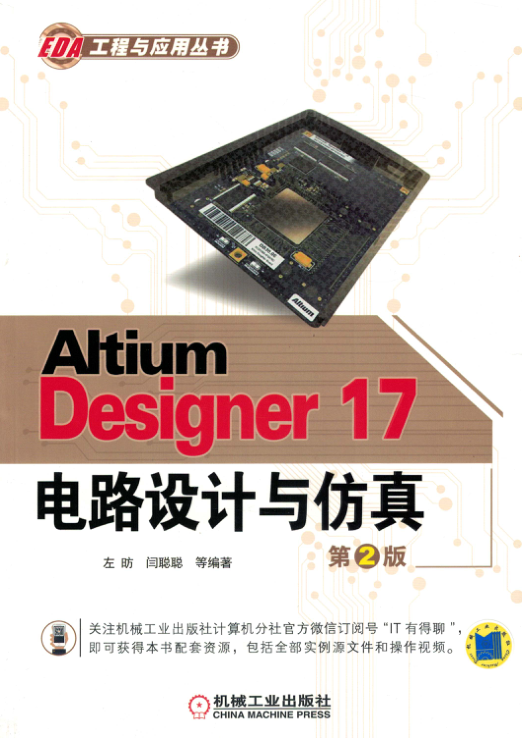 EDA工程与应用丛书
Altium
Altium
Designer 17
电路设计与仿真
第2版
左昉 闫聪聪 等编著
关注机械工业出版社计算机分社官方微信订阅号“IT有得聊”，
即可获得本书配套资源，包括全部实例源文件和操作视频。
机械工业出版社
CHINA MACHINE PRESS